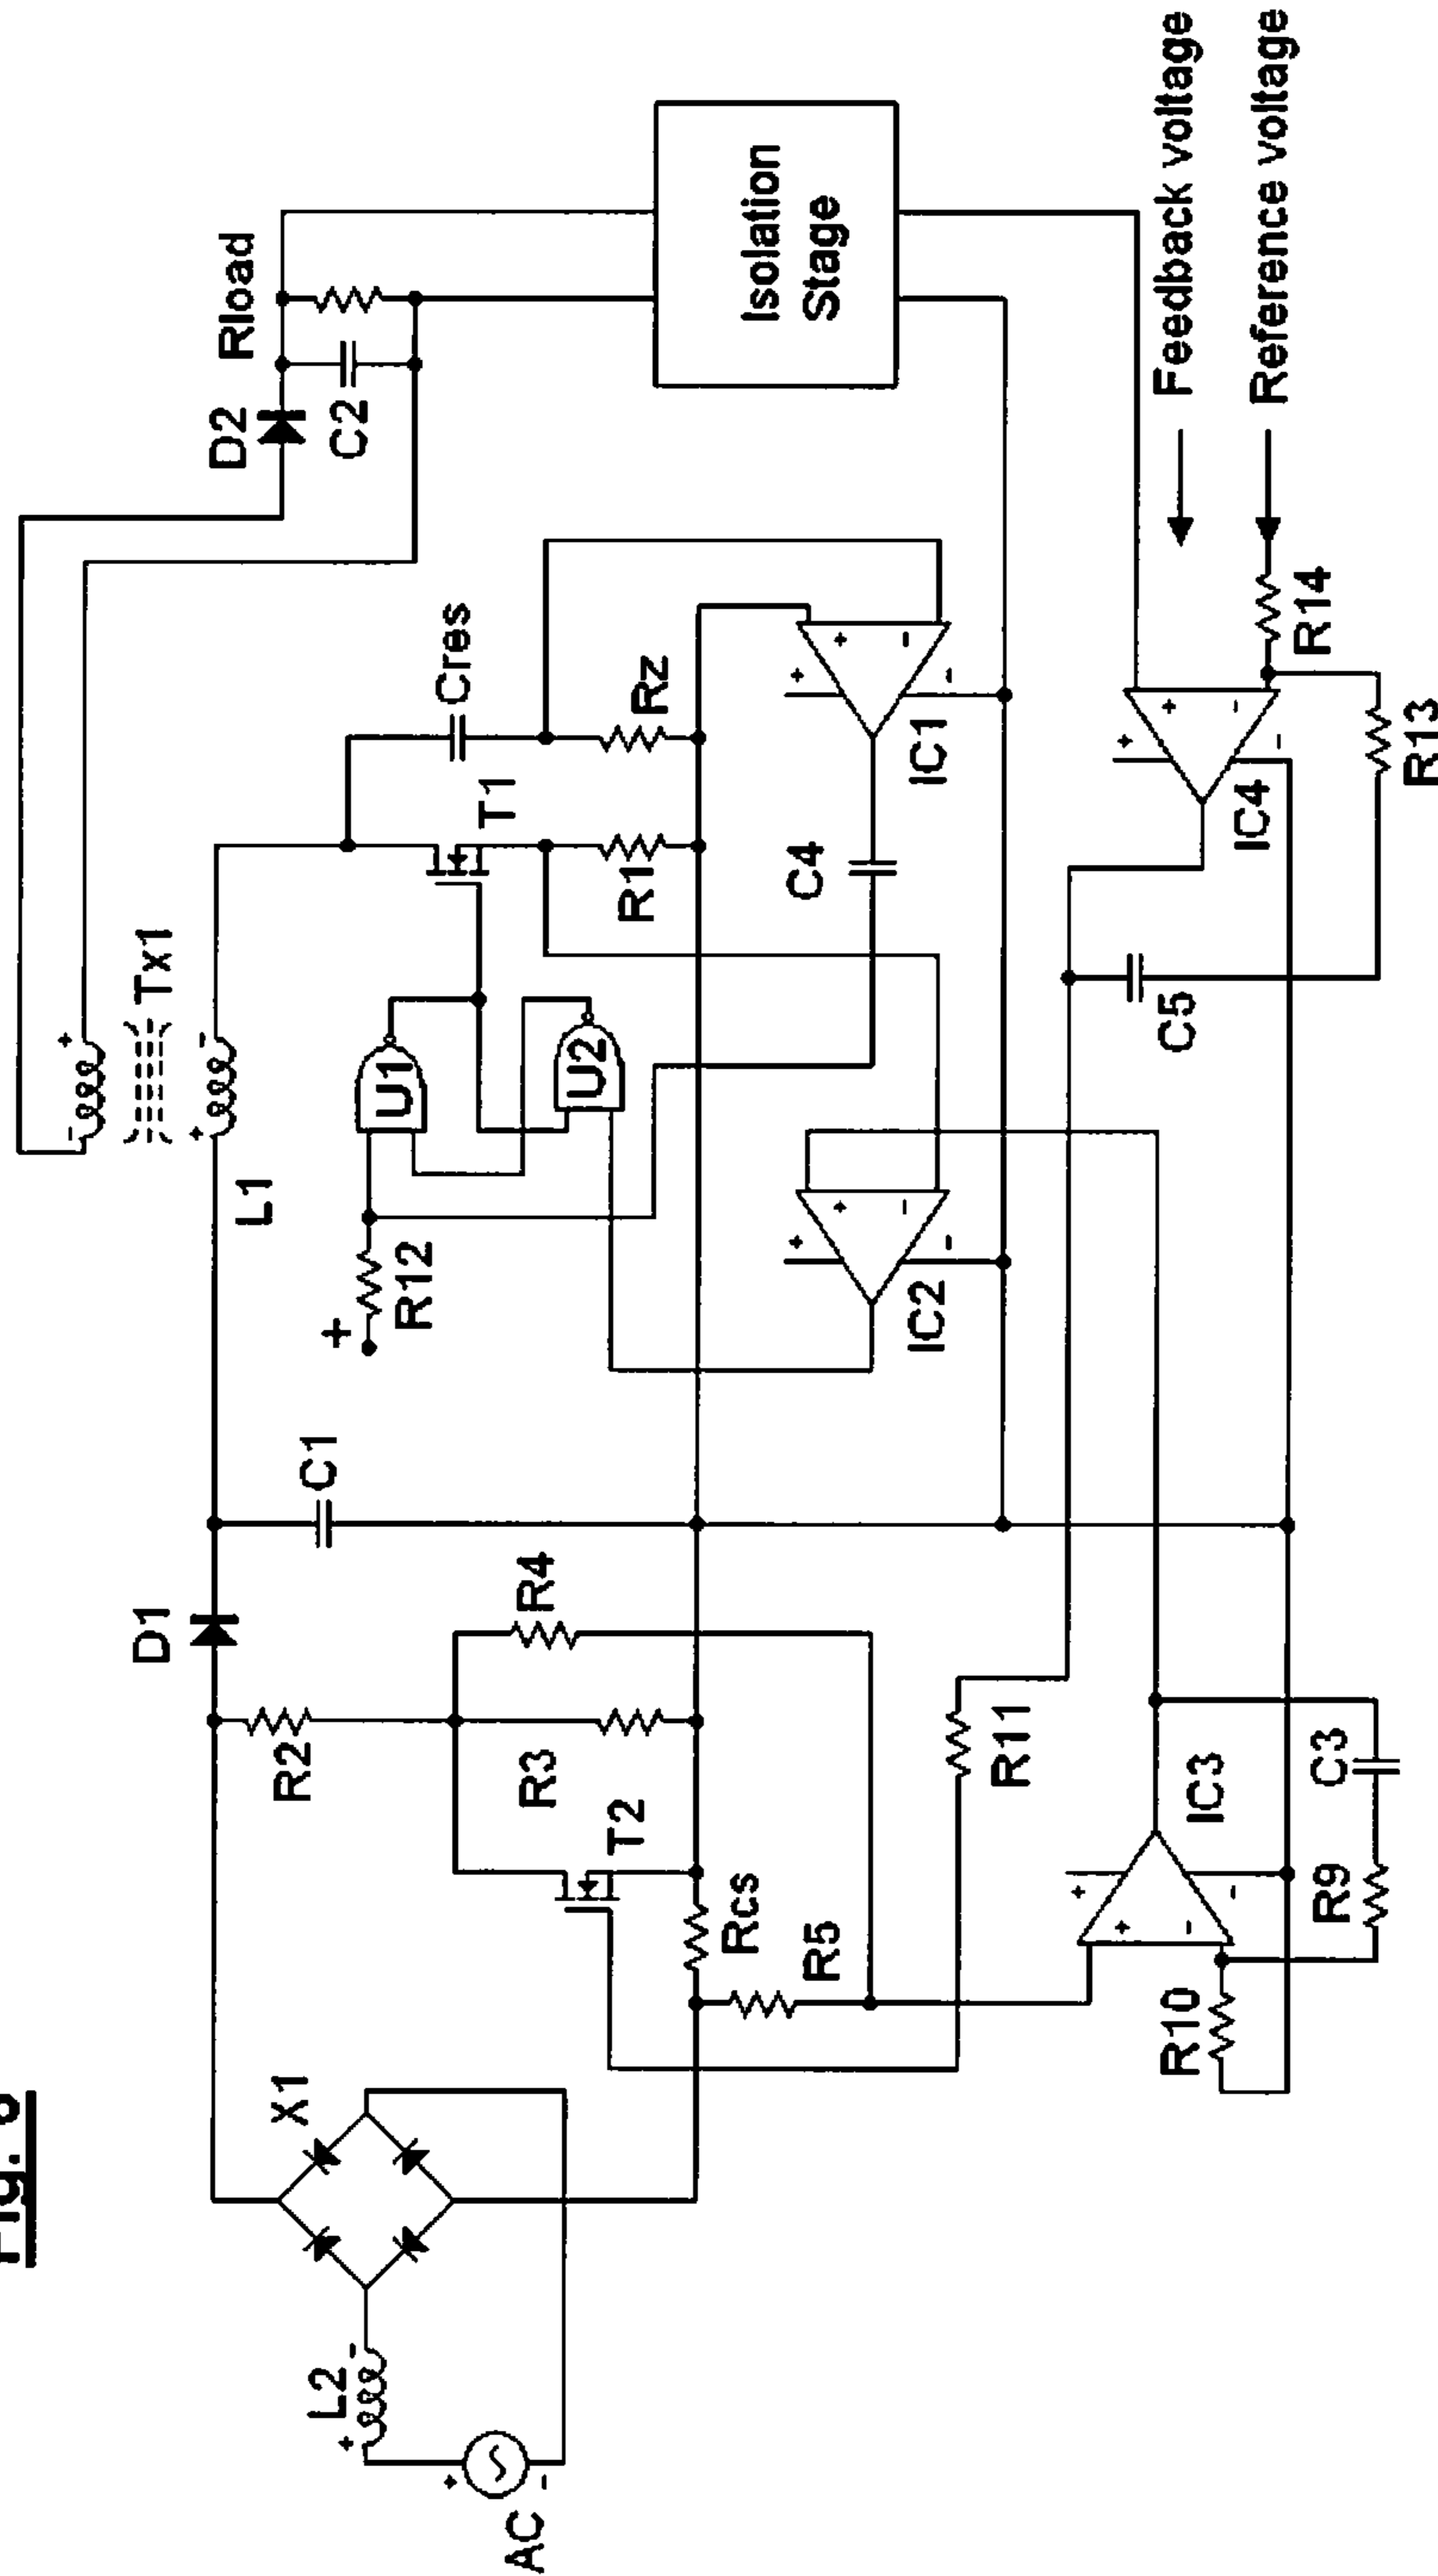 Fig.
D1
Tx1
D2
Rload
L1
X1
R2
C1
L2
C2
U1
R12
Cres
T1
AC
R3
R4
U2
T2
R1
Rz
Rcs
Isolation
Stage
R5
C4
IC2
IC1
R11
R10
IC3
C5
Feedback voltage
IC4
Reference voltage
R14
R9
C3
R13